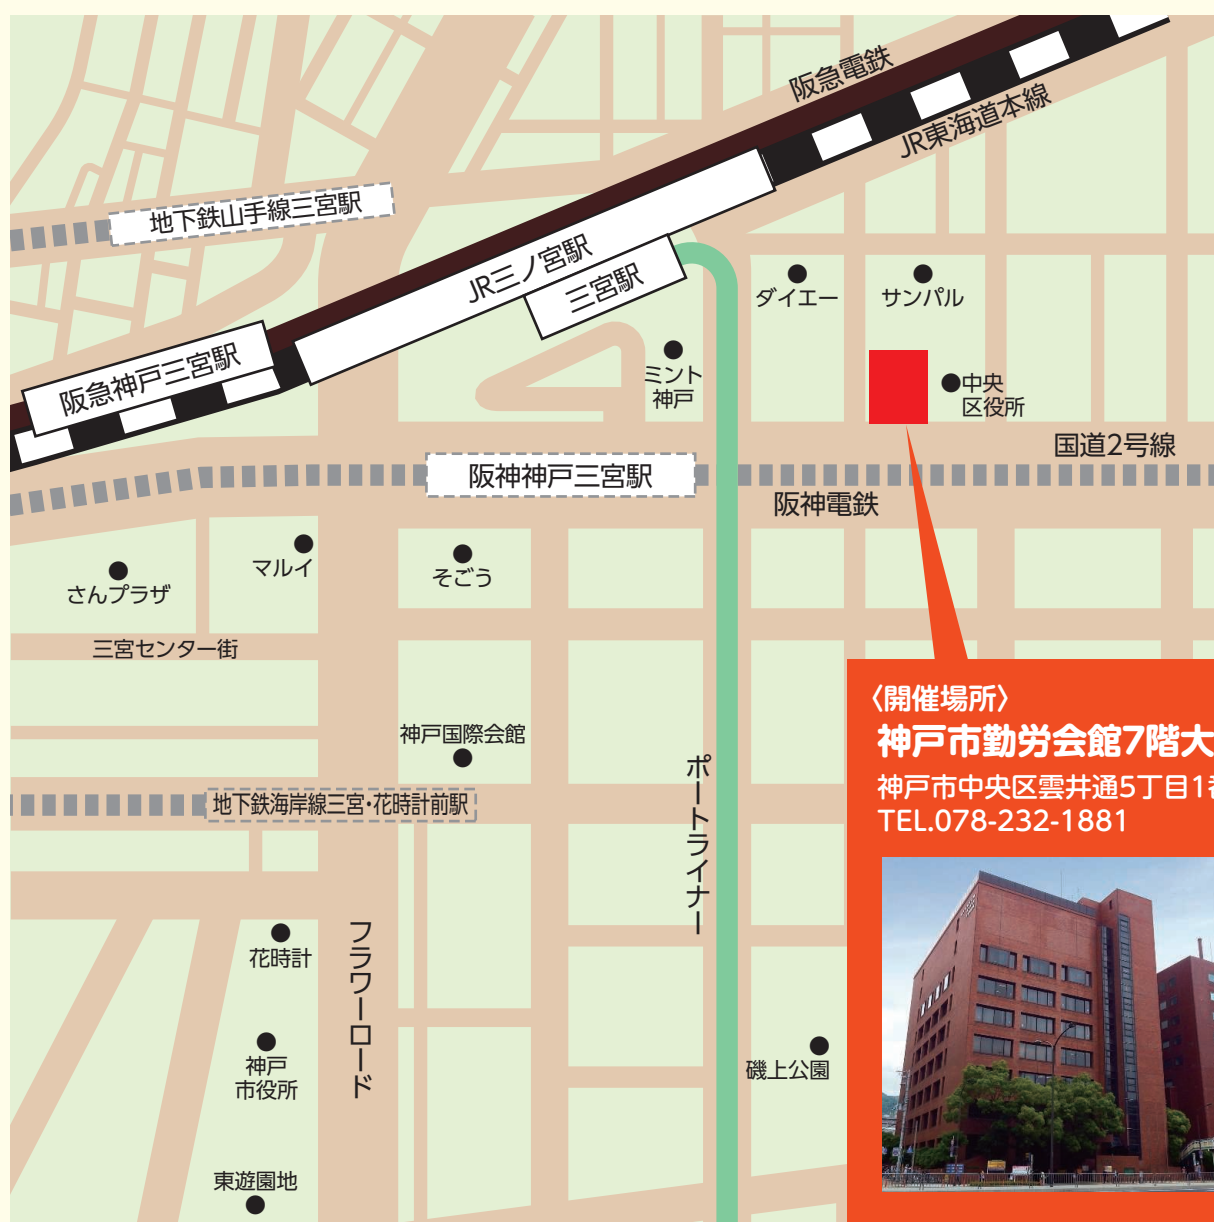 阪急電鉄
JR東海道本線
地下鉄山手線三宮駅
JR三ノ宮駅
三宮駅
ダイエー
サンパル
阪急神戸三宮駅
ミント
神戸
中央
区役所
国道2号線
阪神神戸三宮駅
阪神電鉄
マルイ
そごう
さんプラザ
三宮センター街
〈開催場所〉
神戸市勤労会館7階大
神戸市中央区雲井通5丁目1
TEL.078-232-1881
神戸国際会館
ポートライナー
地下鉄海岸線三宮・花時計前駅
花時計
フラワーロード
神戸
市役所
磯上公園
東遊園地